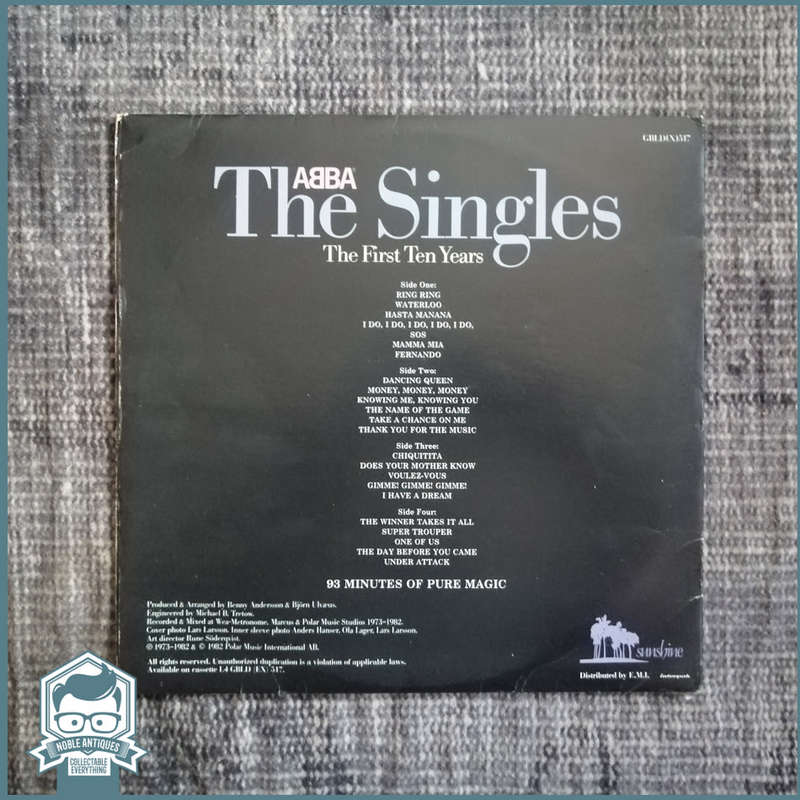 GBLD(X)517
ABBA
The Singles
The First Ten Years
Side One:
RING RING
WATERLOO
HASTA MANANA
I DO, I DO, I DO, I DO, I DO,
SOS
MAMMA MIA
FERNANDO
Side Two:
DANCING QUEEN
MONEY, MONEY, MONEY
KNOWING ME, KNOWING YOU
THE NAME OF THE GAME
TAKE A CHANCE ON ME
THANK YOU FOR THE MUSIC
Side Three:
CHIQUITITA
DOES YOUR MOTHER KNOW
VOULEZ-VOUS
GIMME! GIMME! GIMME!
I HAVE A DREAM
Side Four:
THE WINNER TAKES IT ALL
SUPER TROUPER
ONE OF US
THE DAY BEFORE YOU CAME
UNDER ATTACK
93 MINUTES OF PURE MAGIC
Produced & Arranged by Benny Andersson & Björn Ulvæus.
Engineered by Michael B. Tretow.
Recorded & Mixed at Wea-Metronome, Marcus & Polar Music Studios 1973-1982.
Cover photo Lars Larsson. Inner sleeve photo Anders Hanser, Ola Lager, Lars Larsson.
Art director Rune Söderqvist.
℗ 1973-1982 & © 1982 Polar Music International AB.
All rights reserved. Unauthorized duplication is a violation of applicable laws.
Available on cassette L4 GBLD (EX) 517.
sunshine
Distributed by E.M.I.
NOBLE ANTIQUES
COLLECTABLE
EVERYTHING